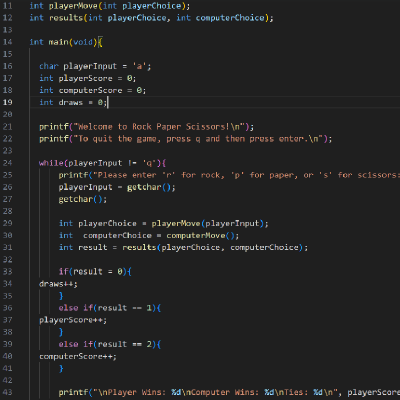 11 int playerMove(int playerChoice);
12 int results(int playerChoice, int computerChoice);
13
14 int main(void){
15
16 char playerInput = 'a';
17 int playerScore = 0;
18 int computerScore = 0;
19 int draws = 0;
20
21 printf("Welcome to Rock Paper Scissors!\n");
22 printf("To quit the game, press q and then press enter.\n");
23
24 while(playerInput != 'q'){
25 printf("Please enter 'r' for rock, 'p' for paper, or 's' for scissors:
26 playerInput = getchar();
27 getchar();
28
29 int playerChoice = playerMove(playerInput);
30 int computerChoice = computerMove();
31 int result = results(playerChoice, computerChoice);
32
33 if(result = 0){
34 draws++;
35 }
36 else if(result == 1){
37 playerScore++;
38 }
39 else if(result == 2){
40 computerScore++;
41 }
42
43 printf("\nPlayer Wins: %d\nComputer Wins: %d\nTies: %d\n", playerScore